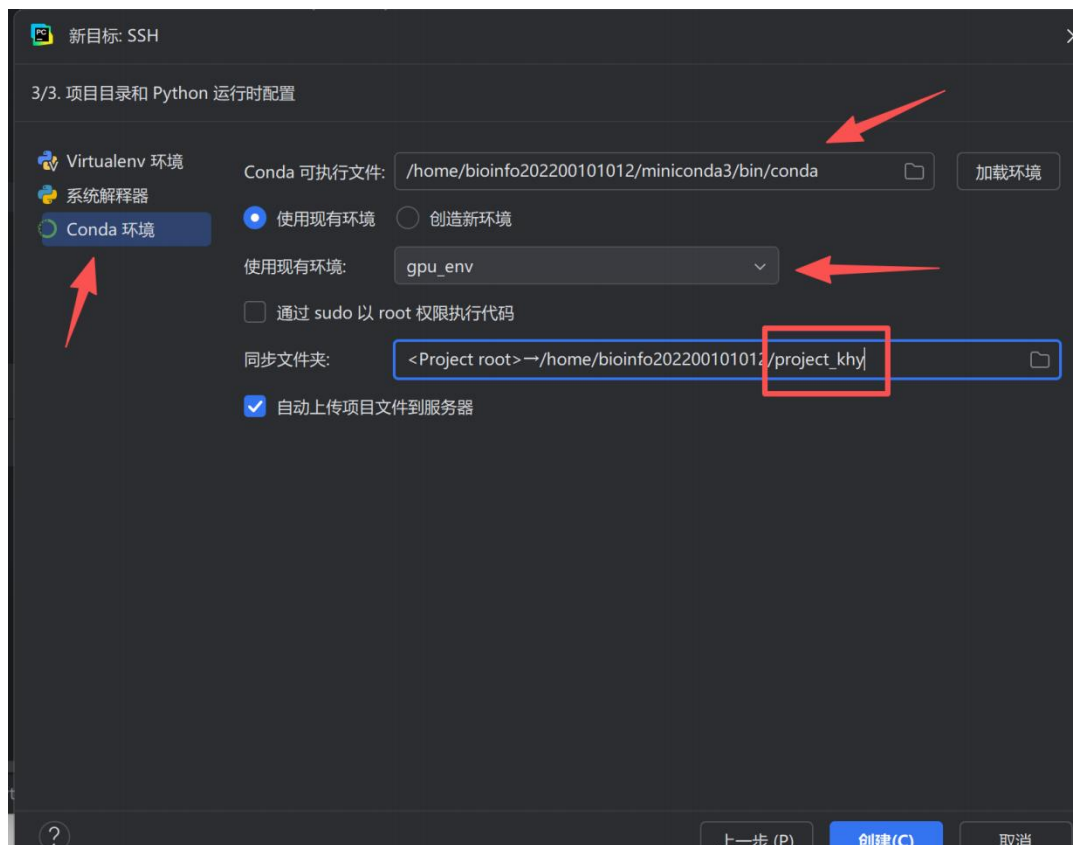 PC
新目标: SSH
3/3. 项目目录和 Python 运行时配置
Virtualenv 环境
系统解释器
Conda 环境
Conda 可执行文件: /home/bioinfo202200101012/miniconda3/bin/conda 加载环境
使用现有环境 创造新环境
使用现有环境: gpu_env
通过 sudo 以 root 权限执行代码
同步文件夹: <Project root>→/home/bioinfo202200101012/project_khy
自动上传项目文件到服务器
? 上一步 (P) 创建(C) 取消